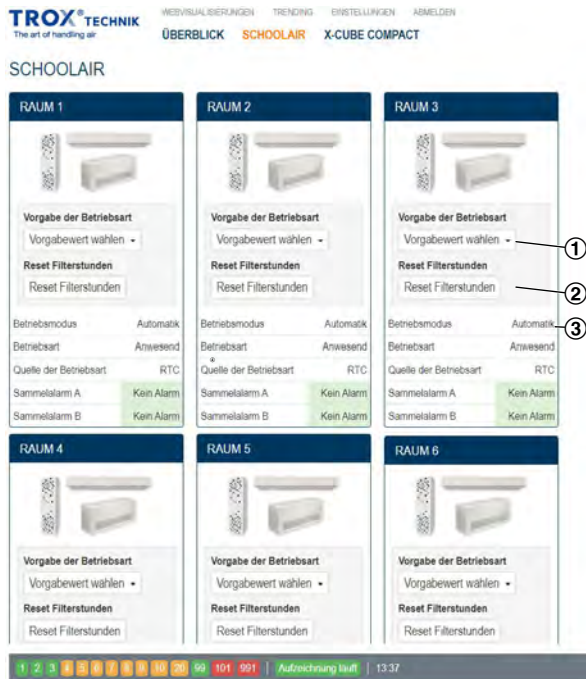 TROX® TECHNIK
The art of handling air
WEBVISUALISIERUNGEN TRENDING EINSTELLUNGEN ABMELDEN
ÜBERBLICK SCHOOLAIR X-CUBE COMPACT
SCHOOLAIR
RAUM 1 RAUM 2 RAUM 3
Vorgabe der Betriebsart Vorgabe der Betriebsart Vorgabe der Betriebsart
Vorgabewert wählen Vorgabewert wählen Vorgabewert wählen 1
Reset Filterstunden Reset Filterstunden Reset Filterstunden
Reset Filterstunden Reset Filterstunden Reset Filterstunden 2
Betriebsmodus Automatik Betriebsmodus Automatik Betriebsmodus Automatik 3
Betriebsart Anwesend Betriebsart Anwesend Betriebsart Anwesend
Quelle der Betriebsart RTC Quelle der Betriebsart RTC Quelle der Betriebsart RTC
Sammelalarm A Kein Alarm Sammelalarm A Kein Alarm Sammelalarm A Kein Alarm
Sammelalarm B Kein Alarm Sammelalarm B Kein Alarm Sammelalarm B Kein Alarm
RAUM 4 RAUM 5 RAUM 6
Vorgabe der Betriebsart Vorgabe der Betriebsart Vorgabe der Betriebsart
Vorgabewert wählen Vorgabewert wählen Vorgabewert wählen
Reset Filterstunden Reset Filterstunden Reset Filterstunden
Reset Filterstunden Reset Filterstunden Reset Filterstunden
1 2 3 4 5 6 7 8 9 10 20 99 101 991 | Aufzeichnung läuft | 13:37